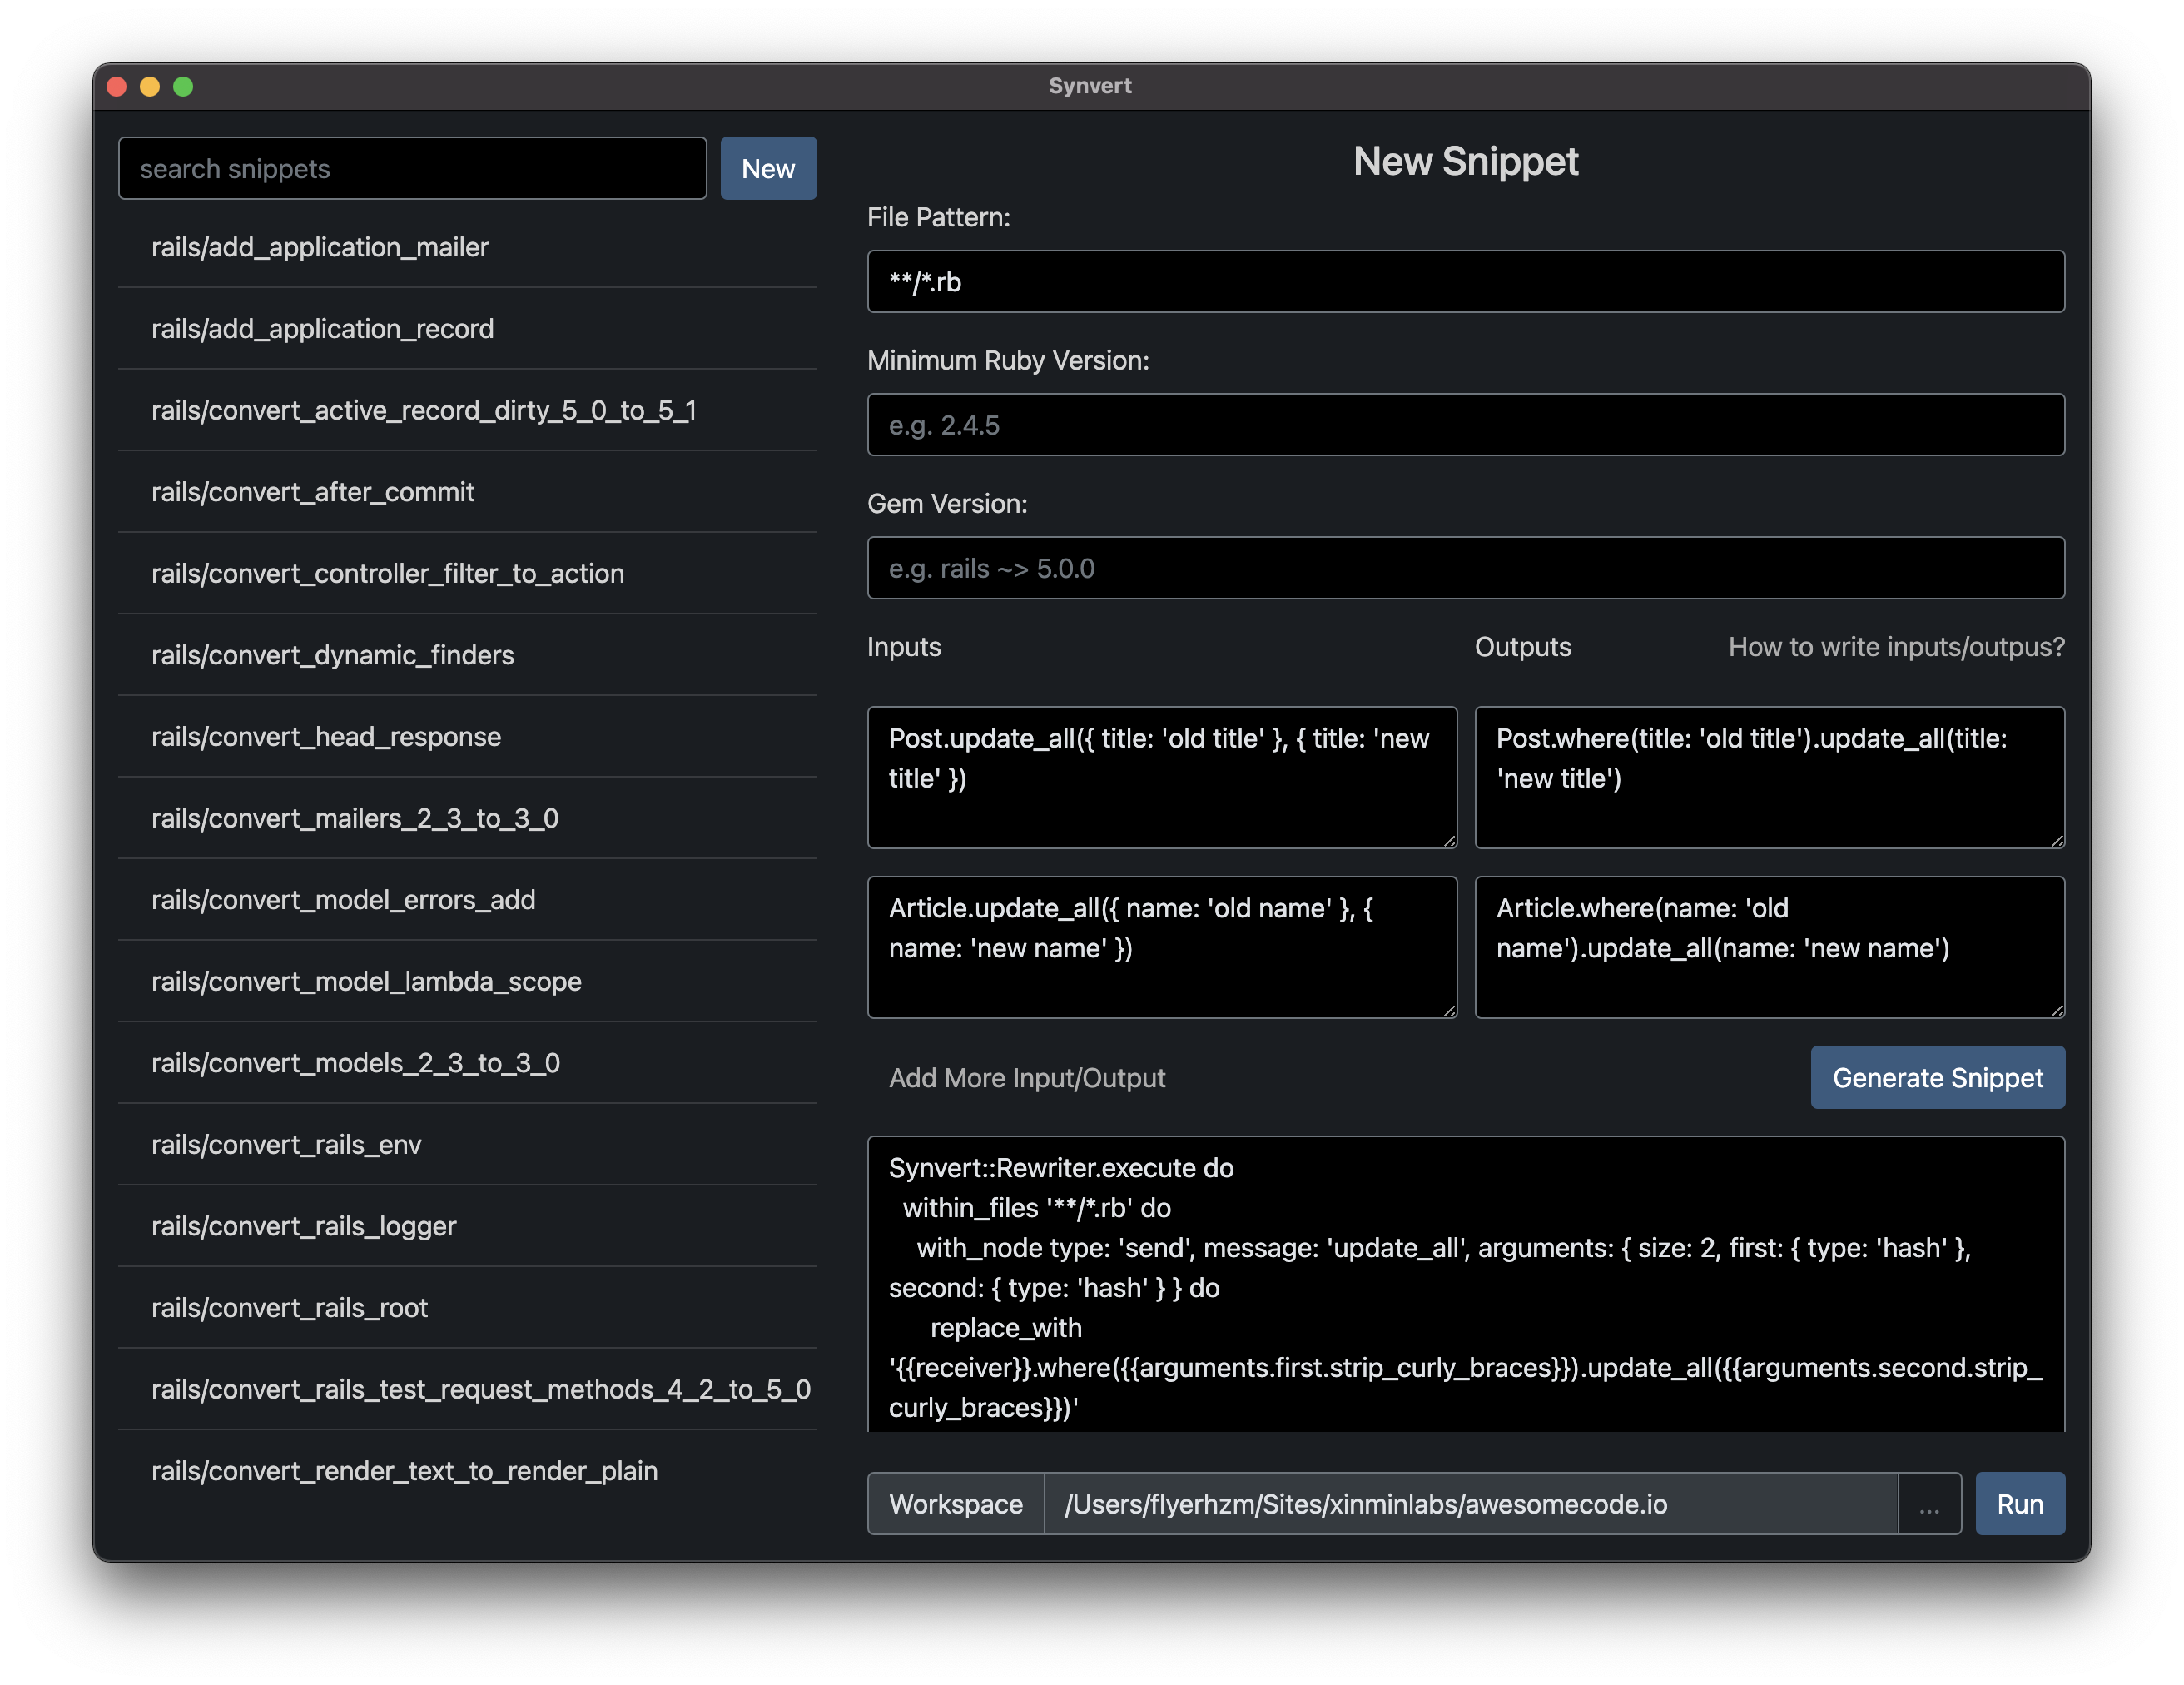 Synvert
search snippets
New
rails/add_application_mailer
rails/add_application_record
rails/convert_active_record_dirty_5_0_to_5_1
rails/convert_after_commit
rails/convert_controller_filter_to_action
rails/convert_dynamic_finders
rails/convert_head_response
rails/convert_mailers_2_3_to_3_0
rails/convert_model_errors_add
rails/convert_model_lambda_scope
rails/convert_models_2_3_to_3_0
rails/convert_rails_env
rails/convert_rails_logger
rails/convert_rails_root
rails/convert_rails_test_request_methods_4_2_to_5_0
rails/convert_render_text_to_render_plain
New Snippet
File Pattern:
**/*.rb
Minimum Ruby Version:
e.g. 2.4.5
Gem Version:
e.g. rails ~> 5.0.0
Inputs
Outputs
How to write inputs/outpus?
Post.update_all({ title: 'old title' }, { title: 'new
title' })
Post.where(title: 'old title').update_all(title:
'new title')
Article.update_all({ name: 'old name' }, {
name: 'new name' })
Article.where(name: 'old
name').update_all(name: 'new name')
Add More Input/Output
Generate Snippet
Synvert::Rewriter.execute do
  within_files '**/*.rb' do
    with_node type: 'send', message: 'update_all', arguments: { size: 2, first: { type: 'hash' },
second: { type: 'hash' } } do
      replace_with
'{{receiver}}.where({{arguments.first.strip_curly_braces}}).update_all({{arguments.second.strip_
curly_braces}})'
Workspace
/Users/flyerhzm/Sites/xinminlabs/awesomecode.io
...
Run